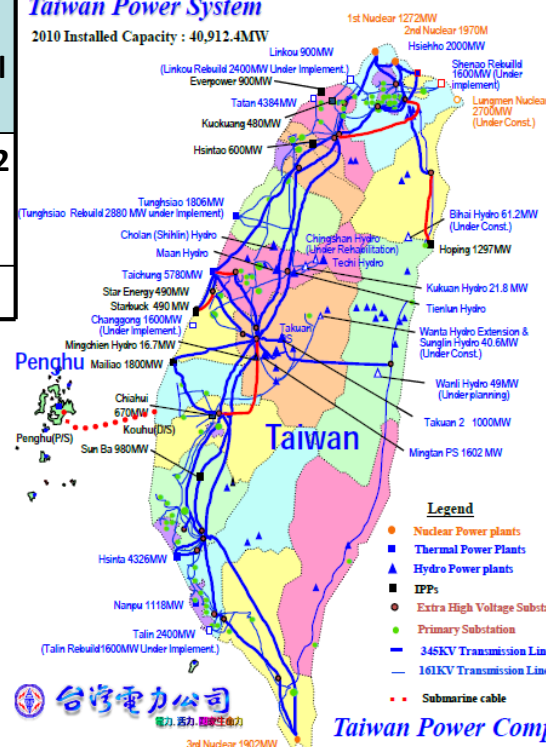 Taiwan Power System
2010 Installed Capacity : 40,912.4MW
1st Nuclear 1272MW
2nd Nuclear 1970M
Linkou 900MW
Hsiehho 2000MW
(Linkou Rebuild 2400MW Under Implement.)
Shenao Rebuilld
1600MW (Under
implement)
Everpower 900MW
Tatan 4384MW
Lungmen Nuclear
2700MW
(Under Const.)
Kuokuang 480MW
Hsintao 600MW
Tunghsiao 1806MW
(Tunghsiao Rebuild 2880 MW under Implement)
Bihai Hydro 61.2MW
(Under Const.)
Cholan (Shihlin) Hydro
Chingshan Hydro
(Under Rehabilitation)
Maan Hydro
Techi Hydro
Hoping 1297MW
Taichung 5780MW
Kukuan Hydro 21.8 MW
Star Energy 490MW
Tienlun Hydro
Starbuck 490 MW
Changgong 1600MW
(Under Implement.)
Takuan
Wanta Hydro Extension &
Sunglin Hydro 40.6MW
(Under Const.)
Mingchien Hydro 16.7MW
Penghu
Mailiao 1800MW
Wanli Hydro 49MW
(Under planning)
Chiahui
670MW
Takuan 2 1000MW
Kouhu(D/S)
Penghu(P/S)
Taiwan
Mingtan PS 1602 MW
Sun Ba 980MW
Legend
Nuclear Power plants
Thermal Power Plants
Hydro Power plants
IPPs
Extra High Voltage Subst
Primary Substation
345KV Transmission Lin
161KV Transmission Line
Submarine cable
Hsinta 4326MW
Nanpu 1118MW
Talin 2400MW
(Talin Rebuild1600MW Under Implement.)
台灣電力公司
3rd Nuclear 1902MW
Taiwan Power Comp